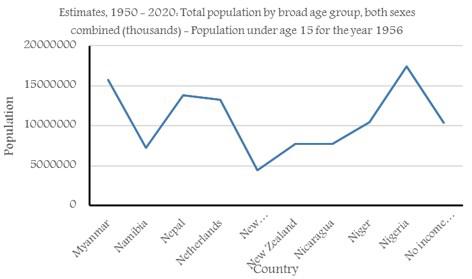 Estimates, 1950 - 2020: Total population by broad age group, both sexes
combined (thousands) - Population under age 15 for the year 1956
20000000
15000000
10000000
5000000
0
Population
Myanmar
Namibia
Nepal
Netherlands
New...
New Zealand
Nicaragua
Niger
Nigeria
No income...
Country